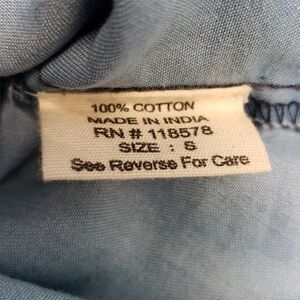 100% COTTON
MADE IN INDIA
RN # 118578
SIZE : S
See Reverse For Care